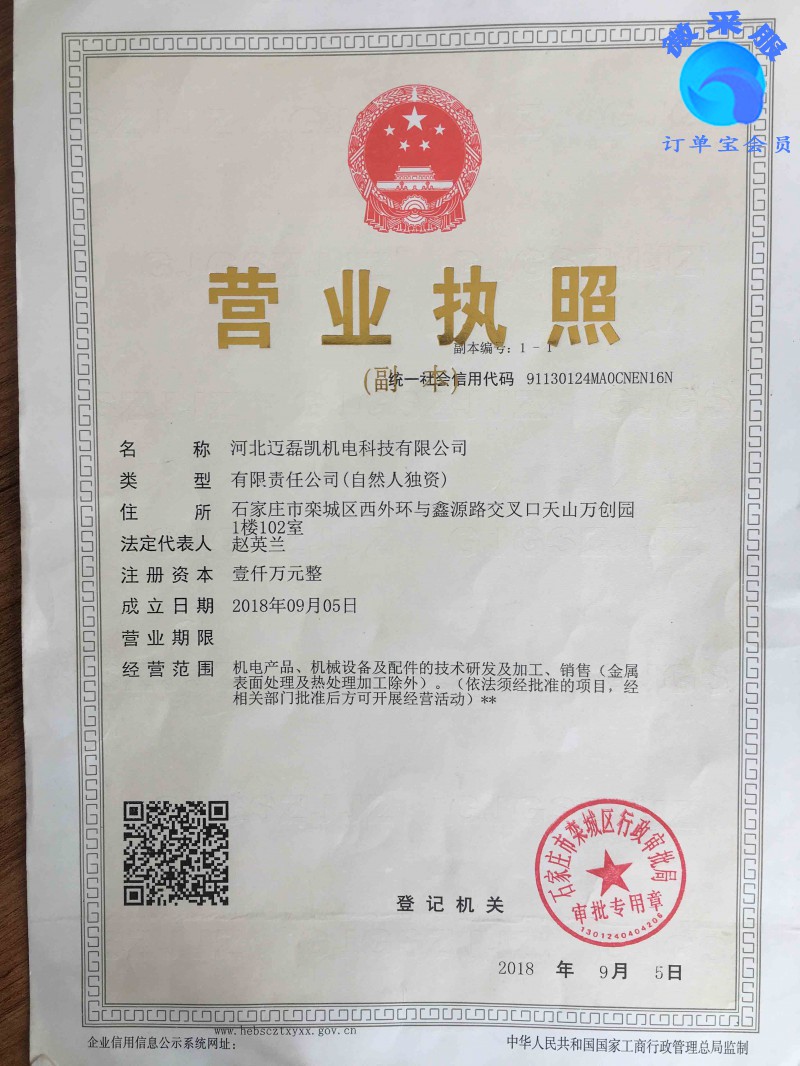 微采服
订单宝会员
营业执照
副本编号：1－1
(副 本)
统一社会信用代码 91130124MA0CNEN16N
名称 河北迈磊凯机电科技有限公司
类型 有限责任公司(自然人独资)
住所 石家庄市栾城区西外环与鑫源路交叉口天山万创园
1楼102室
法定代表人 赵英兰
注册资本 壹仟万元整
成立日期 2018年09月05日
营业期限
经营范围 机电产品、机械设备及配件的技术研发及加工、销售（金属
表面处理及热处理加工除外）。（依法须经批准的项目，经
相关部门批准后方可开展经营活动）**
石家庄市栾城区行政审批局
审批专用章
1301240404206
登记机关
2018 年 9月 5日
www.hebscztxyxx.gov.cn
企业信用信息公示系统网址：
中华人民共和国国家工商行政管理总局监制